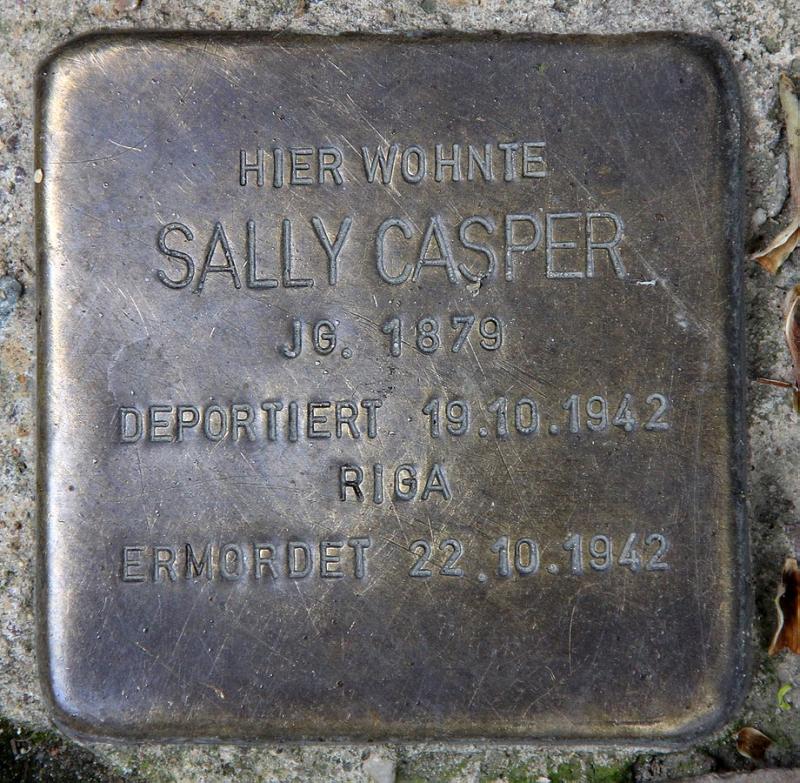 HIER WOHNTE
SALLY CASPER
JG. 1879
DEPORTIERT 19.10.1942
RIGA
ERMORDET 22.10.1942